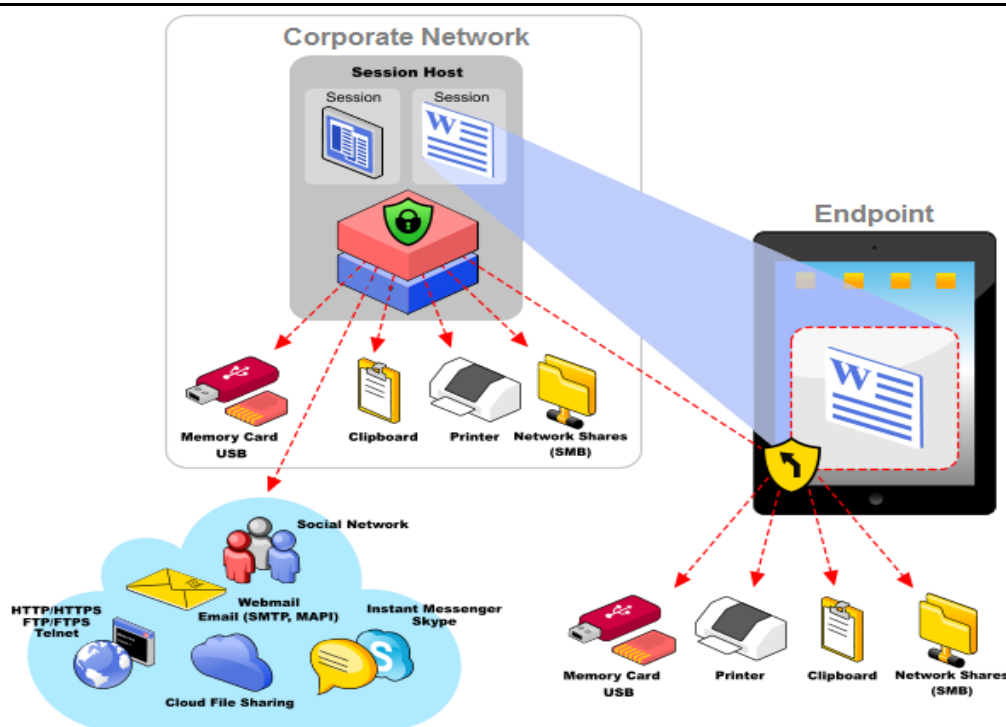 Corporate Network
Session Host
Session
Session
W
Endpoint
W
Memory Card
USB
Clipboard
Printer
Network Shares
(SMB)
Social Network
Webmail
Email (SMTP, MAPI)
HTTP/HTTPS
FTP/FTPS
Telnet
Instant Messenger
Skype
S
Cloud File Sharing
Memory Card
USB
Printer
Clipboard
Network Shares
(SMB)